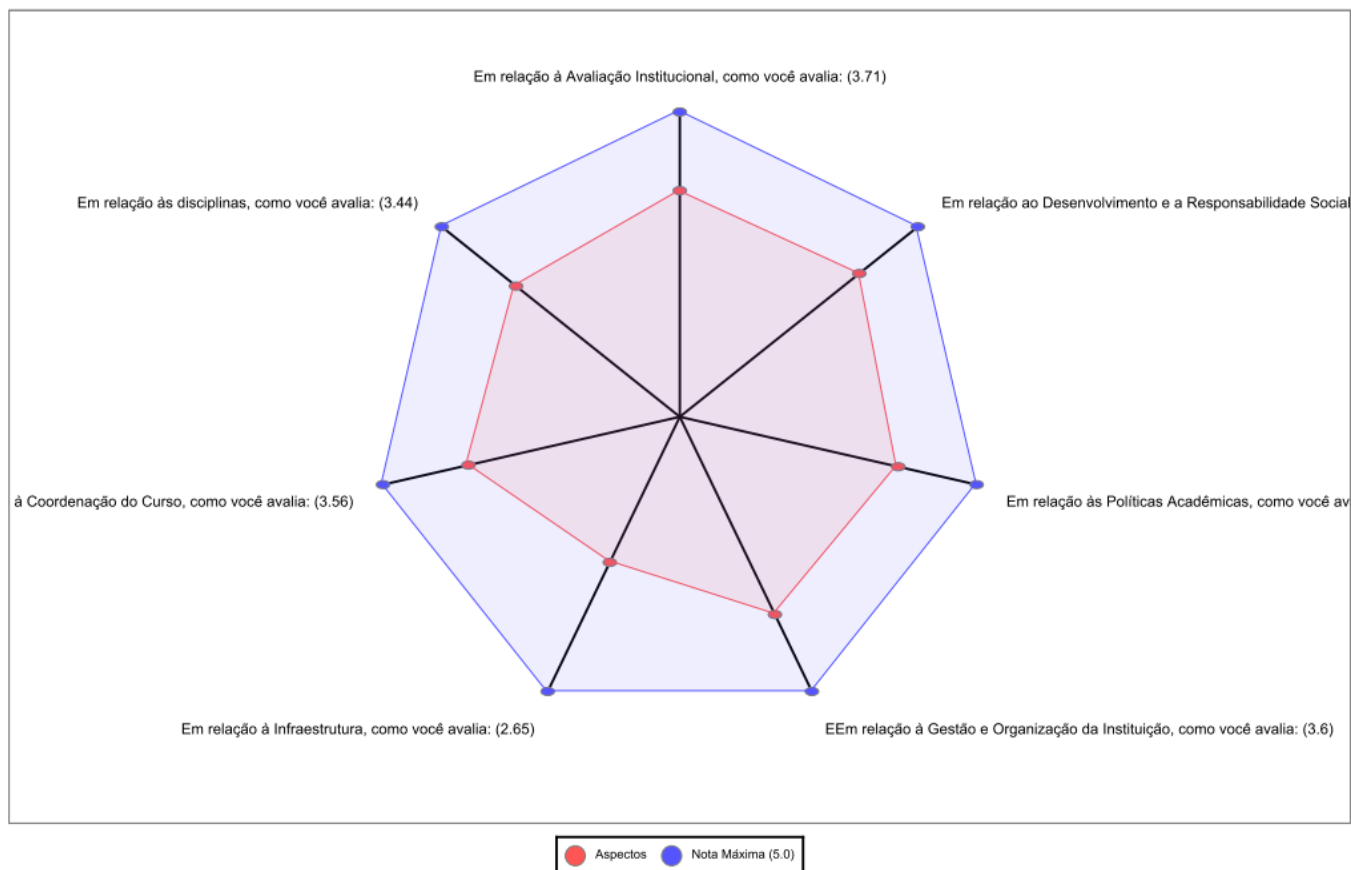 Em relação à Avaliação Institucional, como você avalia: (3.71)
Em relação às disciplinas, como você avalia: (3.44)
Em relação ao Desenvolvimento e a Responsabilidade Social
à Coordenação do Curso, como você avalia: (3.56)
Em relação às Políticas Acadêmicas, como você av
Em relação à Infraestrutura, como você avalia: (2.65)
EEm relação à Gestão e Organização da Instituição, como você avalia: (3.6)
Aspectos
Nota Máxima (5.0)